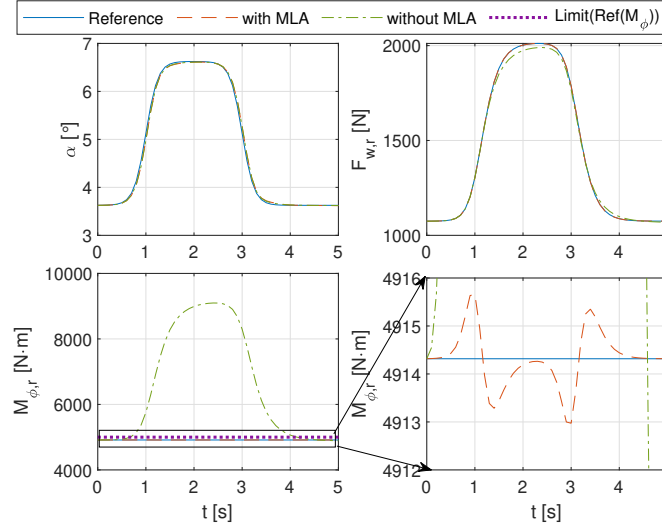 Reference with MLA without MLA Limit(Ref(M_ϕ))
7
6
5
4
3
α [°]
0 1 2 3 4 5
2000
1500
1000
F_w,r [N]
0 1 2 3 4
10000
8000
6000
4000
M_ϕ,r [N·m]
0 1 2 3 4 5
t [s]
4916
4915
4914
4913
4912
M_ϕ,r [N·m]
0 1 2 3 4
t [s]